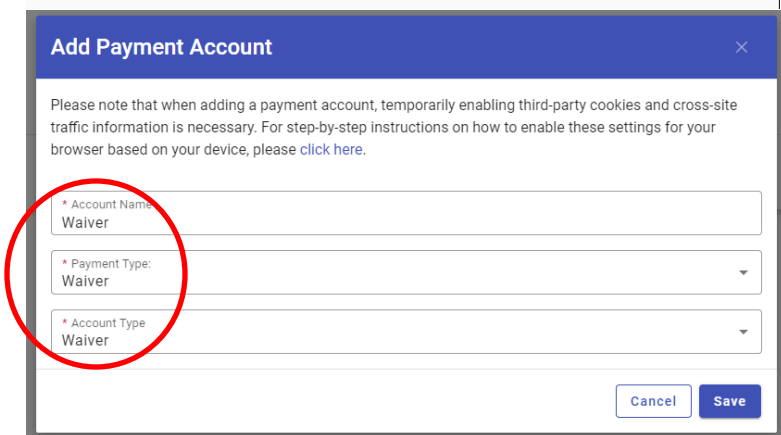 Add Payment Account
Please note that when adding a payment account, temporarily enabling third-party cookies and cross-site
traffic information is necessary. For step-by-step instructions on how to enable these settings for your
browser based on your device, please click here.
* Account Name
Waiver
* Payment Type:
Waiver
* Account Type
Waiver
Cancel Save